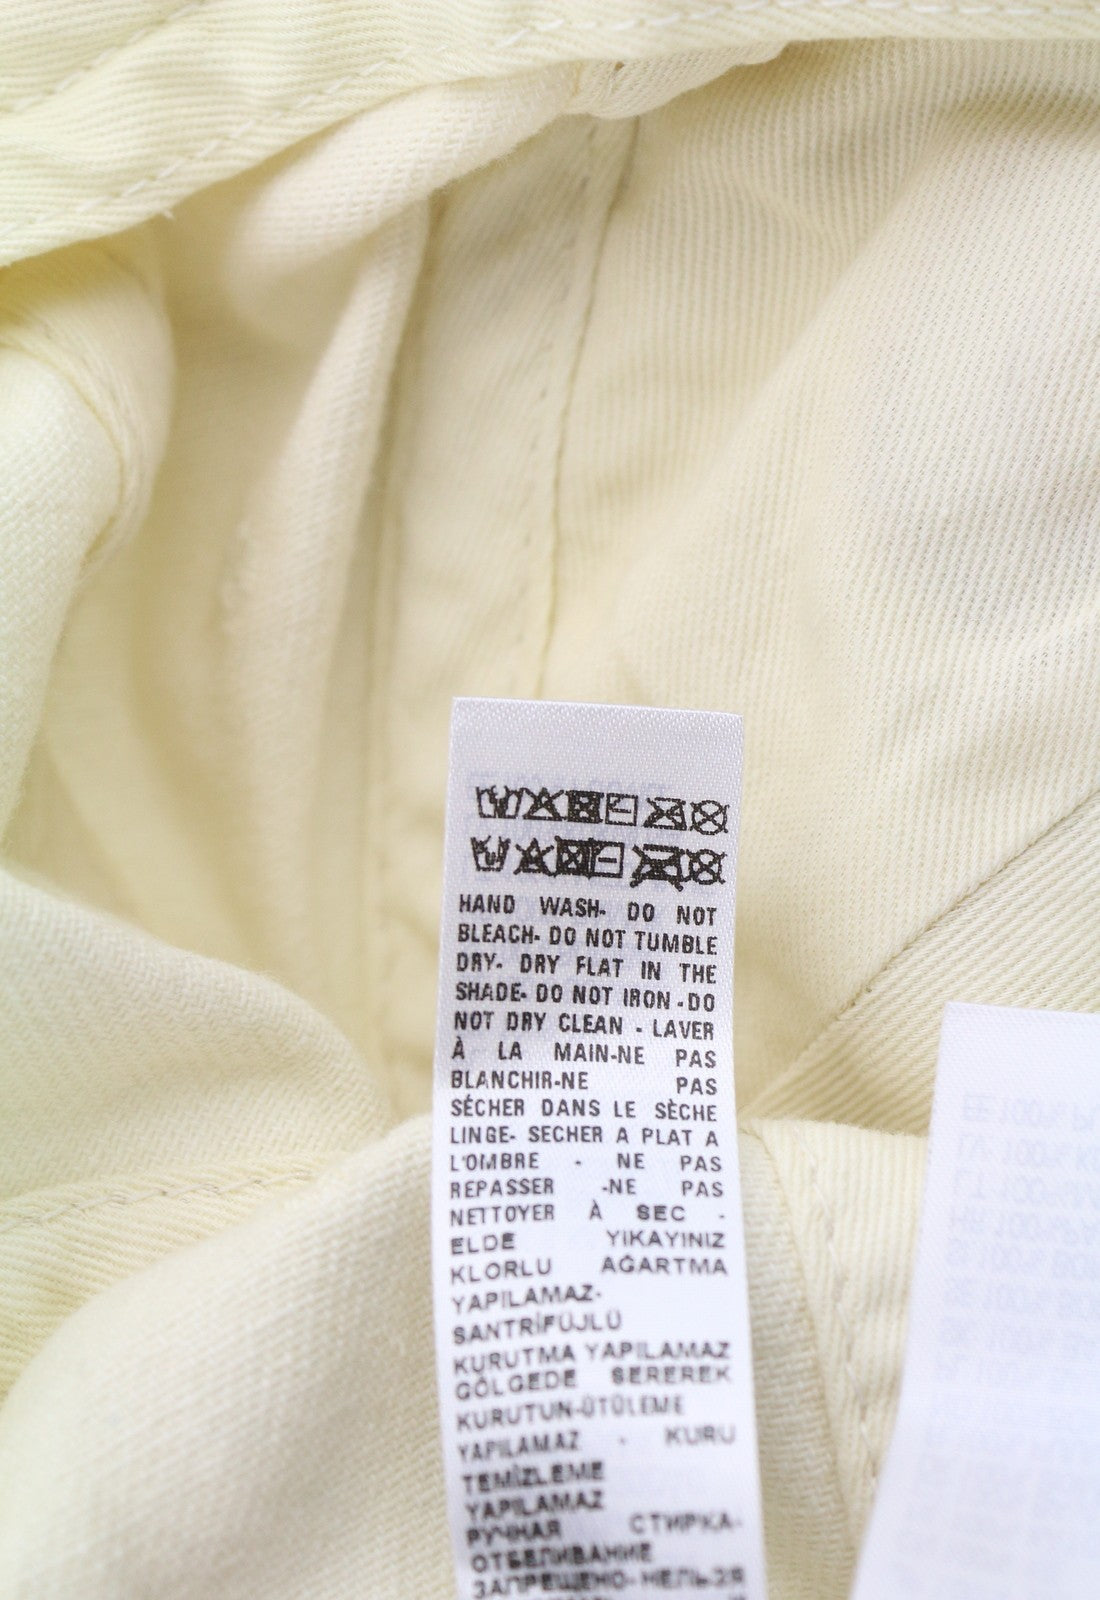 HAND WASH- DO NOT
BLEACH- DO NOT TUMBLE
DRY- DRY FLAT IN THE
SHADE- DO NOT IRON -DO
NOT DRY CLEAN - LAVER
À LA MAIN-NE PAS
BLANCHIR-NE PAS
SÉCHER DANS LE SÈCHE
LINGE- SECHER A PLAT A
L'OMBRE - NE PAS
REPASSER -NE PAS
NETTOYER À SEC -
ELDE YIKAYINIZ
KLORLU AĞARTMA
YAPILAMAZ-
SANTRİFÜJLÜ
KURUTMA YAPILAMAZ
GÖLGEDE SEREREK
KURUTUN-ÜTÜLEME
YAPILAMAZ - KURU
TEMİZLEME
YAPILAMAZ
РУЧНАЯ СТИРКА-
ОТБЕЛИВАНИЕ
ЗАПРЕЩЕНО- НЕЛЬЗЯ